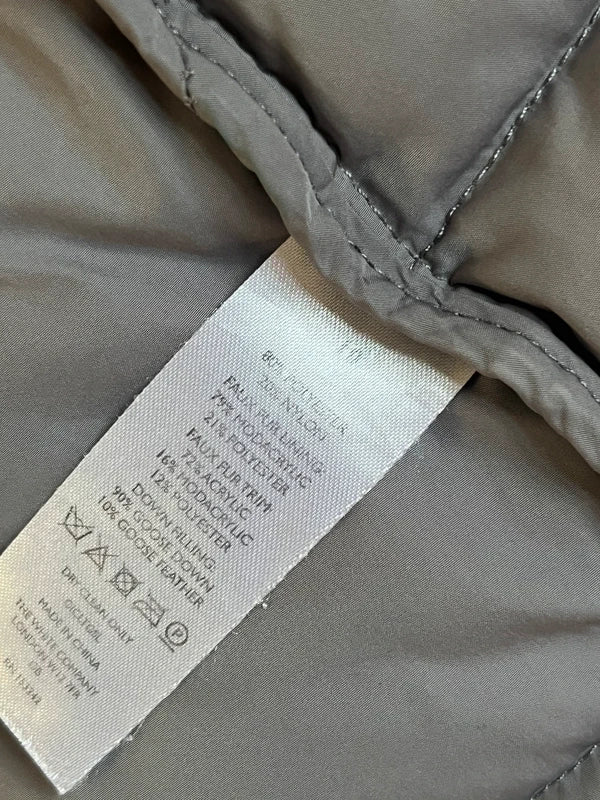 80% POLYESTER
20% NYLON
FAUX FUR LINING:
79% MODACRYLIC
21% POLYESTER
FAUX FUR TRIM:
72% ACRYLIC
16% MODACRYLIC
12% POLYESTER
DOWN FILLING:
90% GOOSE DOWN
10% GOOSE FEATHER
P
DRY CLEAN ONLY
MADE IN CHINA
THE WHITE COMPANY
LONDON W12 7FR
GB